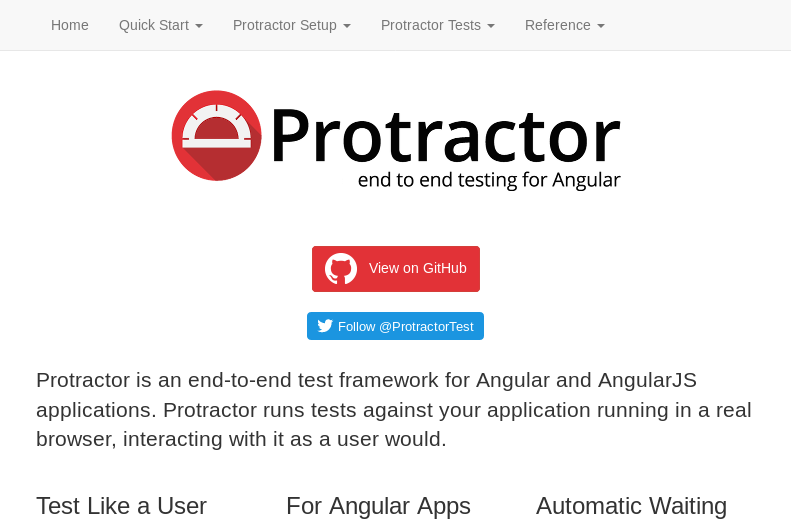 Home Quick Start Protractor Setup Protractor Tests Reference
Protractor
end to end testing for Angular
View on GitHub
Follow @ProtractorTest
Protractor is an end-to-end test framework for Angular and AngularJS
applications. Protractor runs tests against your application running in a real
browser, interacting with it as a user would.
Test Like a User For Angular Apps Automatic Waiting